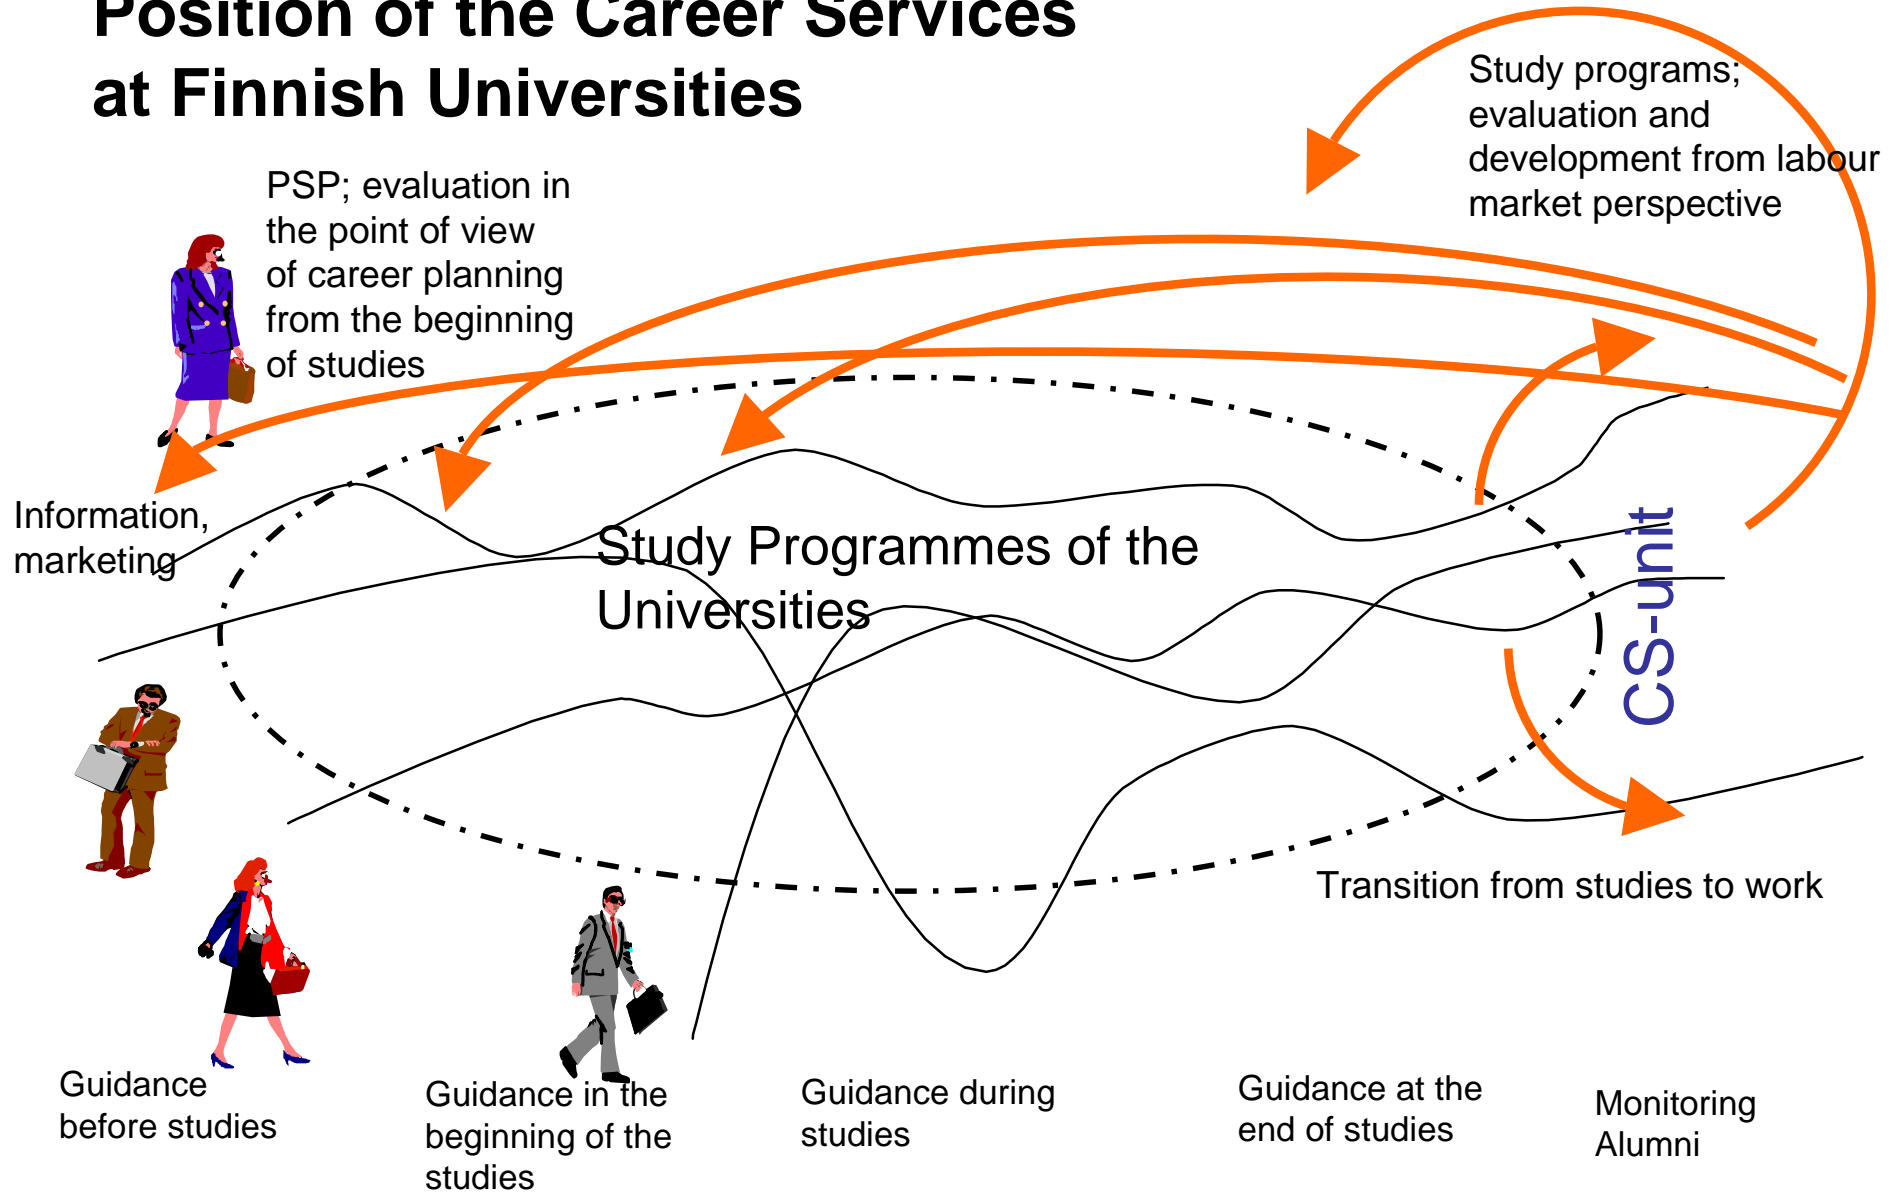 Position of the Career Services
at Finnish Universities
Study programs;
evaluation and
development from labour
market perspective
PSP; evaluation in
the point of view
of career planning
from the beginning
of studies
Information,
marketing
Study Programmes of the
Universities
CS-unit
Transition from studies to work
Guidance
before studies
Guidance in the
beginning of the
studies
Guidance during
studies
Guidance at the
end of studies
Monitoring
Alumni